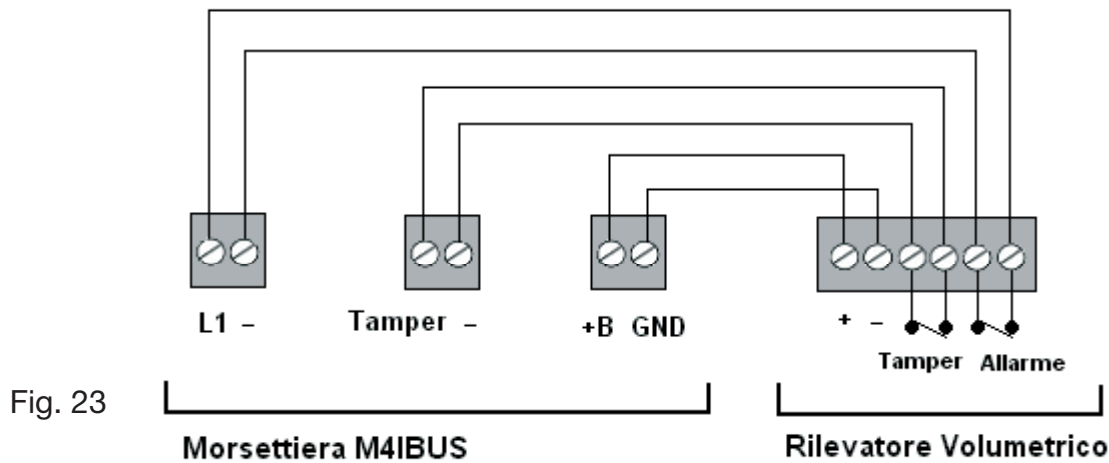 L1 – Tamper – +B GND + –
Tamper Allarme
Fig. 23
Morsettiera M4IBUS Rilevatore Volumetrico